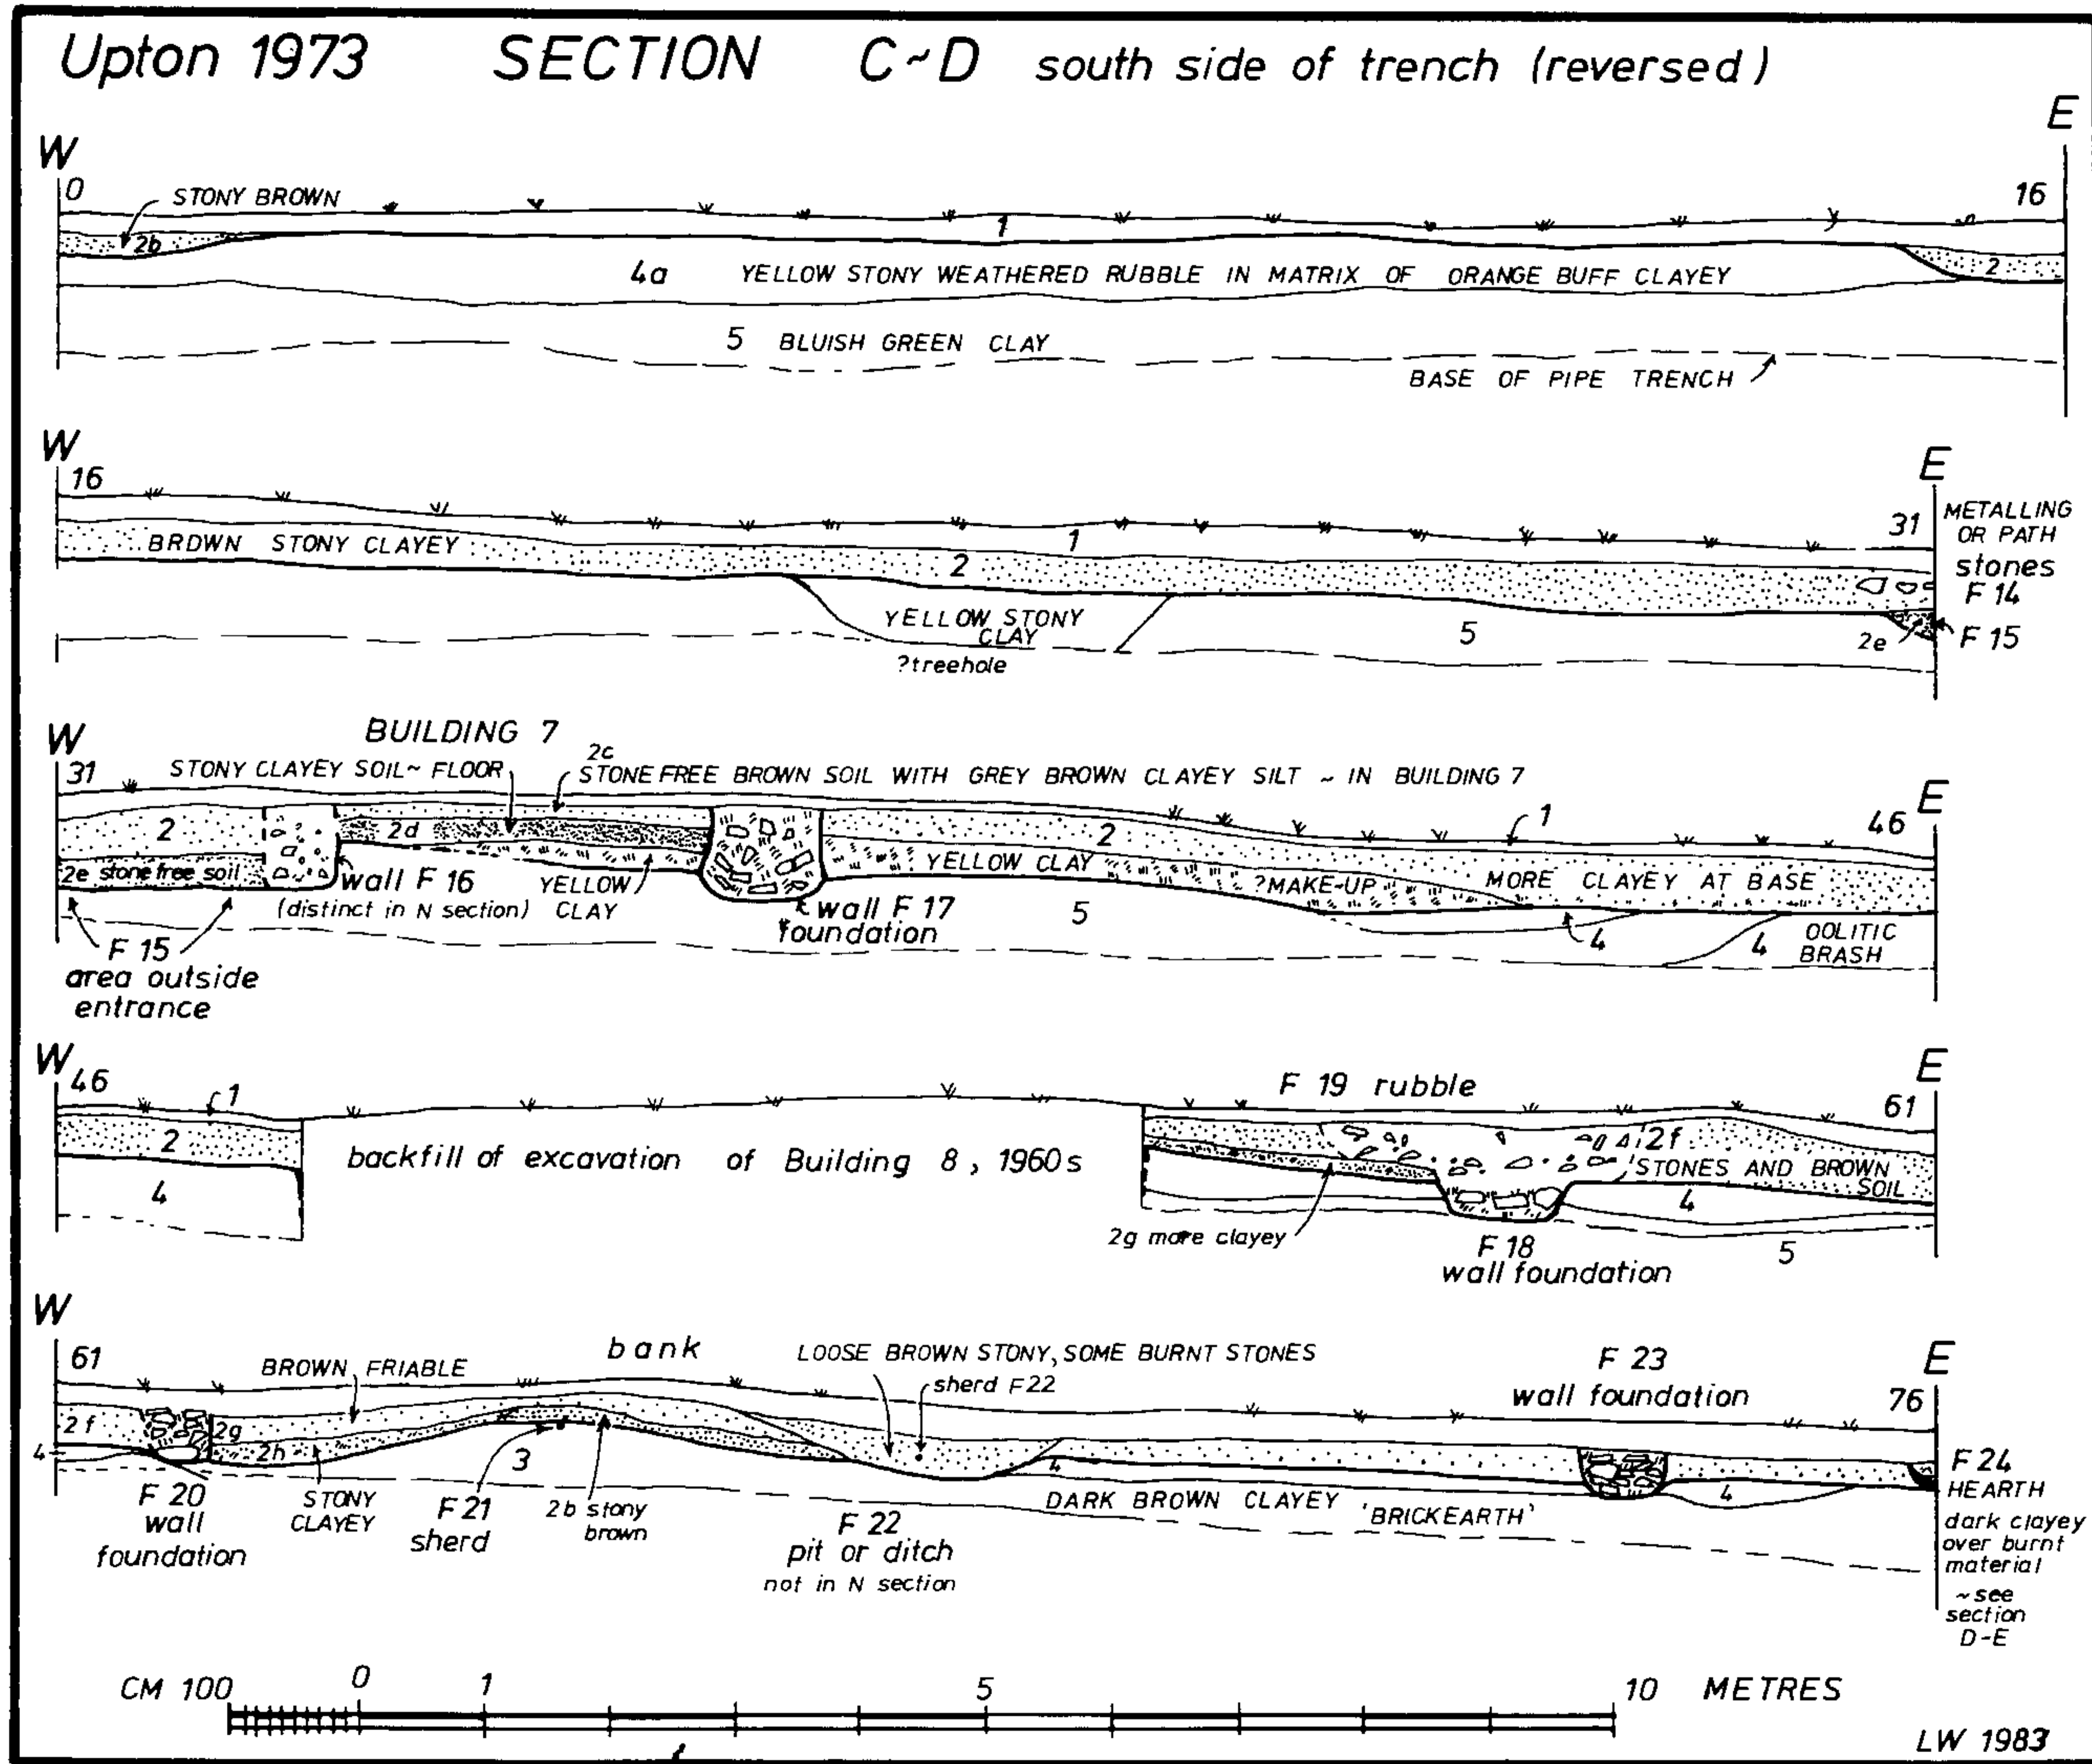 Upton 1973 SECTION C~D south side of trench (reversed)
W E
0 STONY BROWN 16
2b 1
4a YELLOW STONY WEATHERED RUBBLE IN MATRIX OF ORANGE BUFF CLAYEY 2
5 BLUISH GREEN CLAY
BASE OF PIPE TRENCH
W E
16 31 METALLING
OR PATH
stones
F 14
BROWN STONY CLAYEY 1
2
YELLOW STONY
CLAY 5 2e F 15
?treehole
W BUILDING 7 E
31 STONY CLAYEY SOIL~ FLOOR 2c
STONE FREE BROWN SOIL WITH GREY BROWN CLAYEY SILT ~ IN BUILDING 7
2 2d 2 1 46
2e stone free soil YELLOW CLAY ?MAKE-UP MORE CLAYEY AT BASE
wall F 16
(distinct in N section)
YELLOW
CLAY
wall F 17
foundation
5 4 4 OOLITIC
BRASH
F 15
area outside
entrance
W E
46 1 F 19 rubble 61
2 backfill of excavation of Building 8, 1960s 2f
STONES AND BROWN
SOIL
4 4
2g more clayey F 18
wall foundation
5
W E
61 BROWN FRIABLE bank LOOSE BROWN STONY, SOME BURNT STONES
sherd F22
F 23
wall foundation
76
2f 2g
4 2h 3 4 4
F 20
wall
foundation
STONY
CLAYEY
F 21
sherd
2b stony
brown
F 22
pit or ditch
not in N section
DARK BROWN CLAYEY 'BRICKEARTH'
F 24
HEARTH
dark clayey
over burnt
material
~see
section
D-E
CM 100 0 1 5 10 METRES
LW 1983